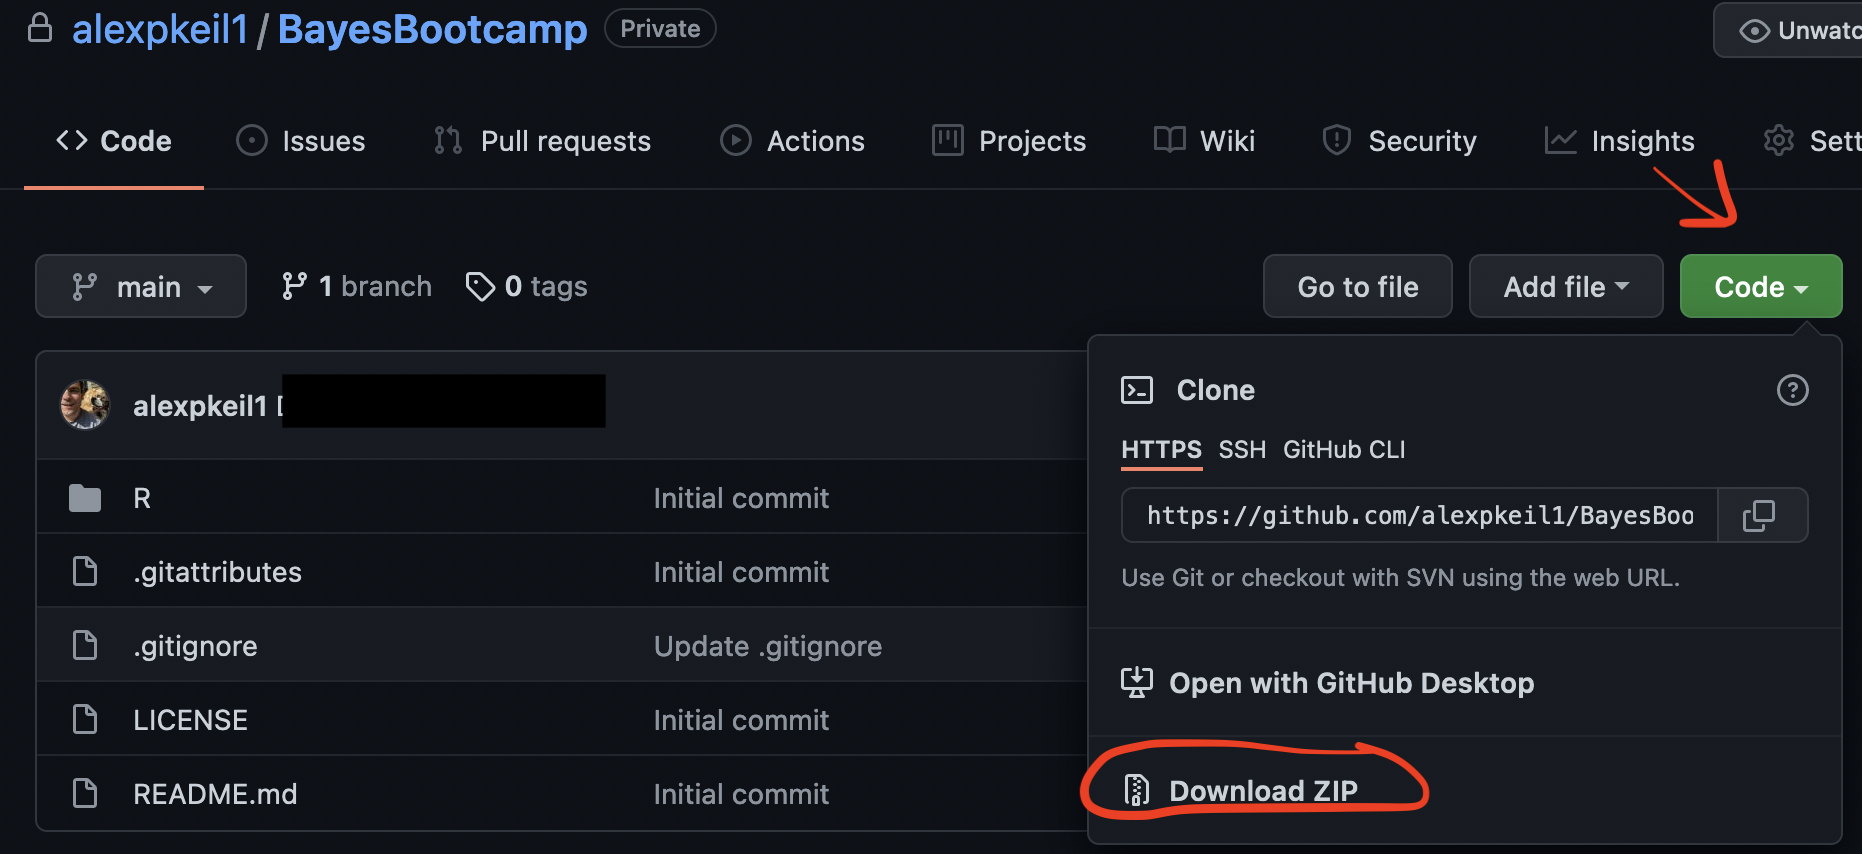 alexpkeil1 / BayesBootcamp Private Unwatc
Code Issues Pull requests Actions Projects Wiki Security Insights Sett
main 1 branch 0 tags Go to file Add file Code
alexpkeil1
Clone
HTTPS SSH GitHub CLI
R Initial commit
https://github.com/alexpkeil1/BayesBoo
.gitattributes Initial commit
Use Git or checkout with SVN using the web URL.
.gitignore Update .gitignore
Open with GitHub Desktop
LICENSE Initial commit
README.md Initial commit
Download ZIP